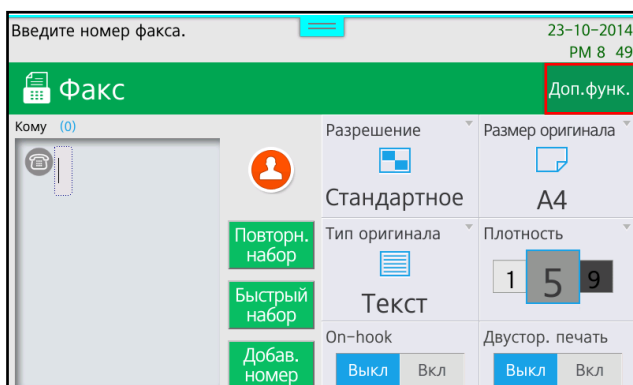 Введите номер факса.
23-10-2014
PM 8 49
Факс
Доп.функ.
Кому (0)
Повторн.
набор
Быстрый
набор
Добав.
номер
Разрешение
Стандартное
Размер оригинала
A4
Тип оригинала
Текст
Плотность
1 5 9
On-hook
Выкл Вкл
Двустор. печать
Выкл Вкл